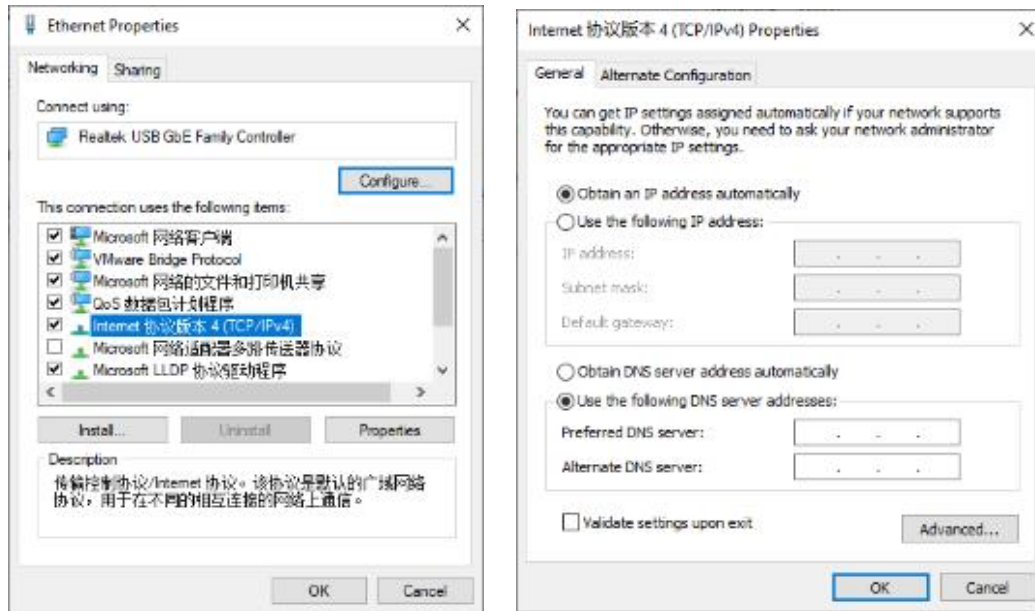 Ethernet Properties
Networking
Sharing
Connect using:
Realtek USB GbE Family Controller
Configure...
This connection uses the following items:
Microsoft 网络客户端
VMware Bridge Protocol
Microsoft 网络的文件和打印机共享
QoS 数据包计划程序
Internet 协议版本 4 (TCP/IPv4)
Microsoft 网络适配器多路传送器协议
Microsoft LLDP 协议驱动程序
Install...
Uninstall
Properties
Description
传输控制协议/Internet 协议。该协议是默认的广域网络
协议，用于在不同的相互连接的网络上通信。
OK
Cancel
Internet 协议版本 4 (TCP/IPv4) Properties
General
Alternate Configuration
You can get IP settings assigned automatically if your network supports
this capability. Otherwise, you need to ask your network administrator
for the appropriate IP settings.
Obtain an IP address automatically
Use the following IP address:
IP address:
Subnet mask:
Default gateway:
Obtain DNS server address automatically
Use the following DNS server addresses:
Preferred DNS server:
Alternate DNS server:
Validate settings upon exit
Advanced...
OK
Cancel